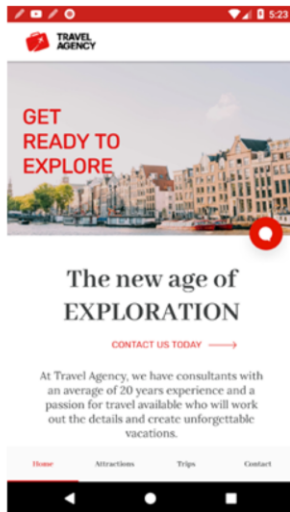 5:23
TRAVEL
AGENCY
GET
READY TO
EXPLORE
The new age of
EXPLORATION
CONTACT US TODAY
At Travel Agency, we have consultants with
an average of 20 years experience and a
passion for travel available who will work
out the details and create unforgettable
vacations.
Home Attractions Trips Contact